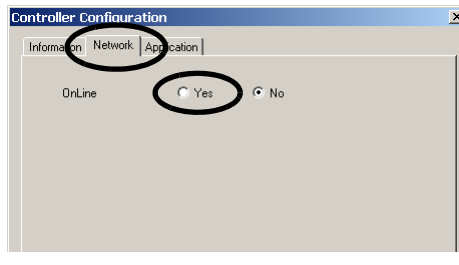 Controller Configuration
Information Network Application
OnLine Yes No